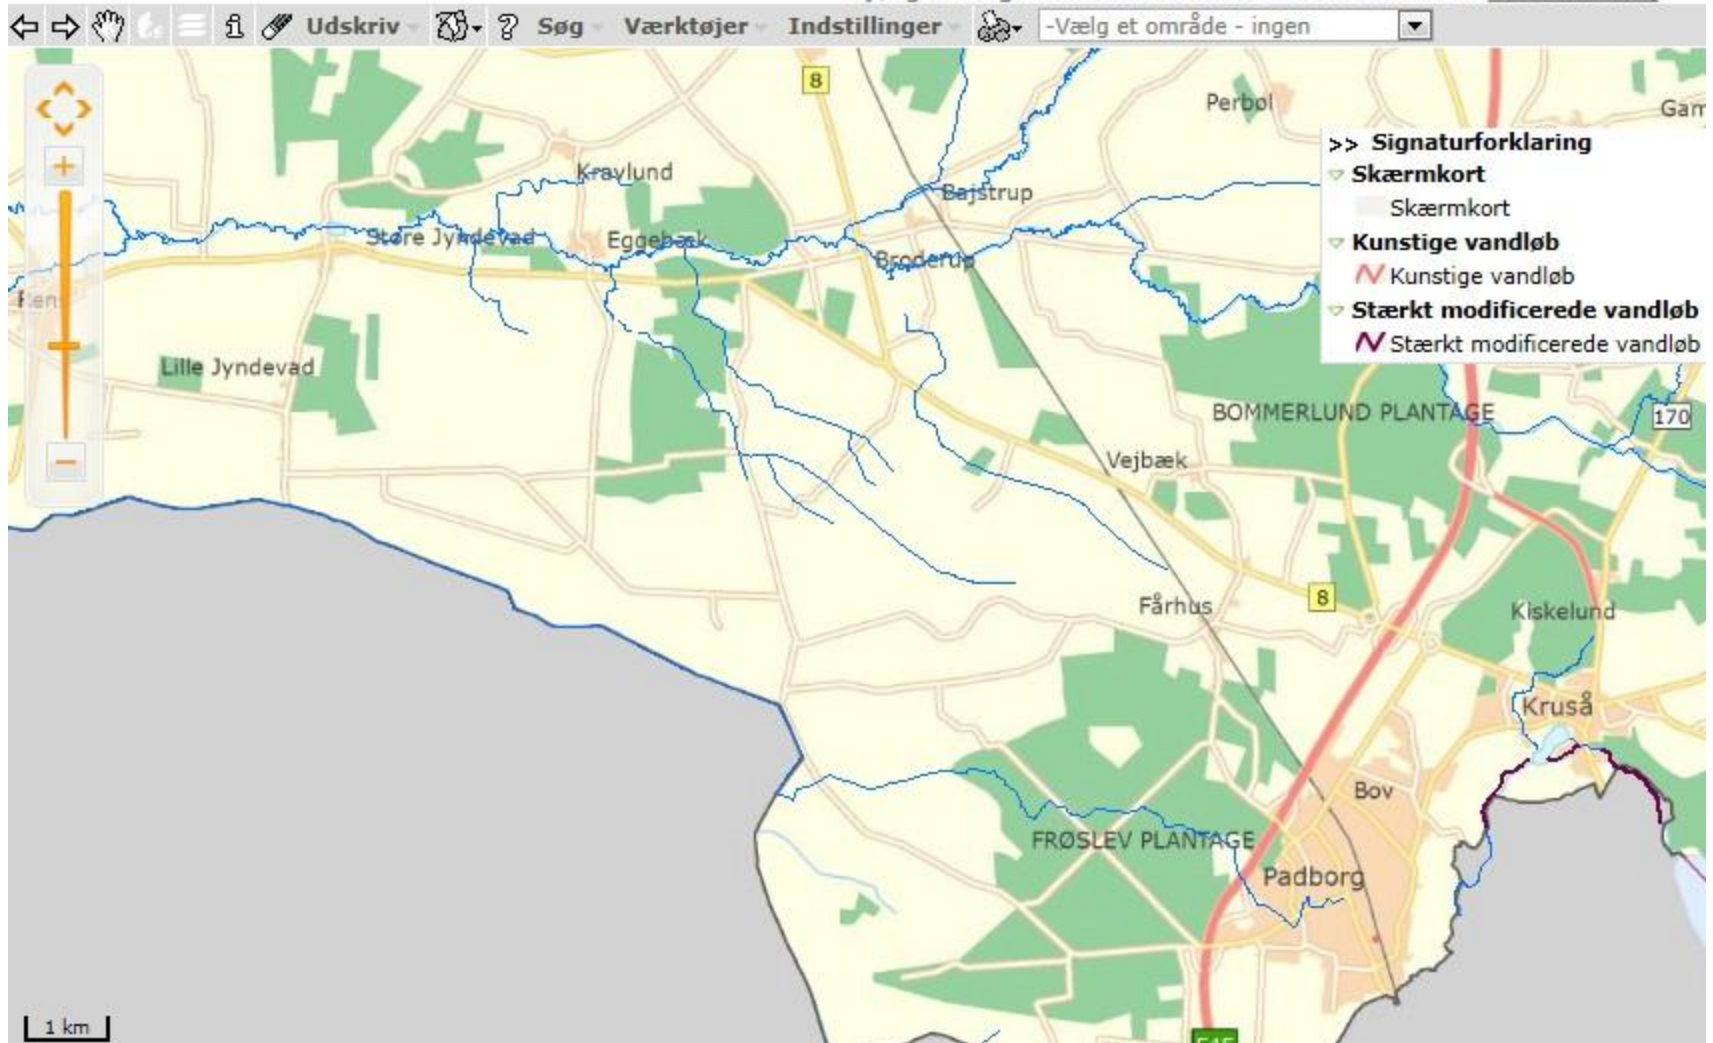 Udskriv Søg Værktøjer Indstillinger -Vælg et område - ingen
8
Perbøl
>> Signaturforklaring
Skærmkort
Skærmkort
Kunstige vandløb
Kunstige vandløb
Stærkt modificerede vandløb
Stærkt modificerede vandløb
Kravlund
Bajstrup
Store Jyndevad
Eggebæk
Broderup
Lille Jyndevad
BOMMERLUND PLANTAGE
170
Vejbæk
Fårhus
8
Kiskelund
Kruså
Bov
FRØSLEV PLANTAGE
Padborg
1 km